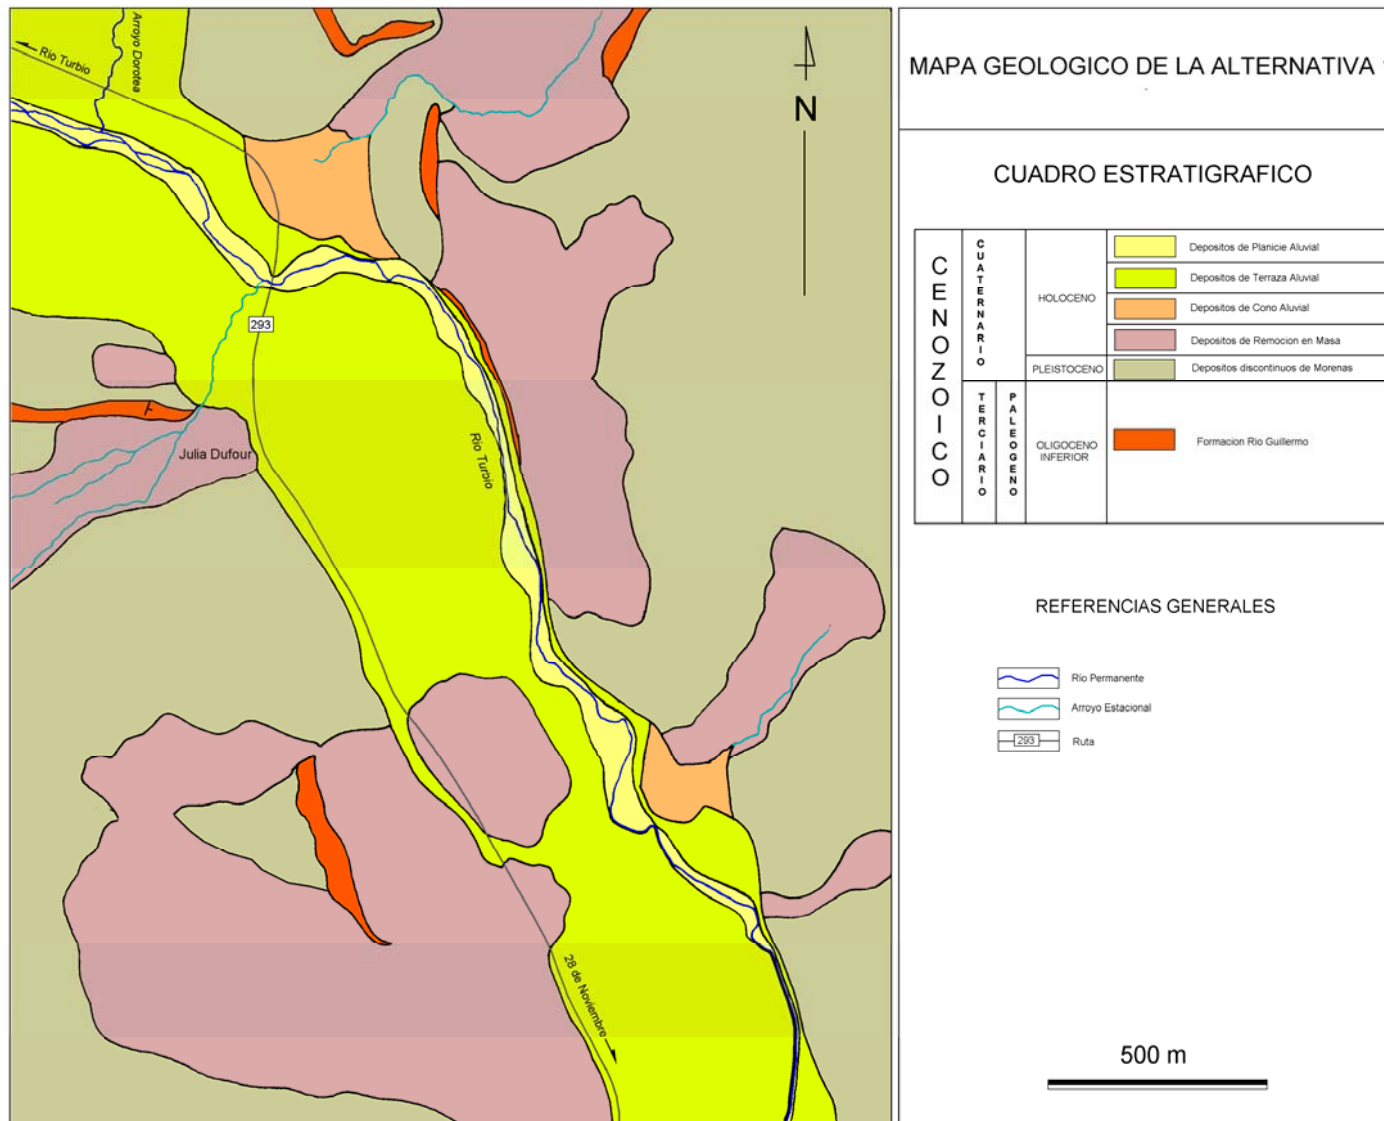 Rio Turbio
Arroyo Dorotea
N
293
Julia Dufour
Rio Turbio
28 de Noviembre
MAPA GEOLOGICO DE LA ALTERNATIVA
CUADRO ESTRATIGRAFICO
CENOZOICO
CUATERNARIO
HOLOCENO
Depositos de Planicie Aluvial
Depositos de Terraza Aluvial
Depositos de Cono Aluvial
Depositos de Remocion en Masa
PLEISTOCENO
Depositos discontinuos de Morenas
TERCIARIO
PALEOGENO
OLIGOCENO
INFERIOR
Formacion Rio Guillermo
REFERENCIAS GENERALES
Río Permanente
Arroyo Estacional
293
Ruta
500 m